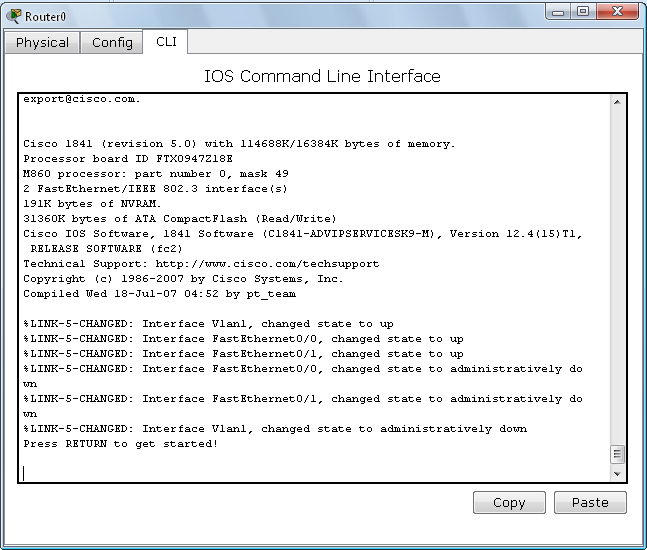 Router0
Physical Config CLI
IOS Command Line Interface
export@cisco.com.
Cisco 1841 (revision 5.0) with 114688K/16384K bytes of memory.
Processor board ID FTX0947Z18E
M860 processor: part number 0, mask 49
2 FastEthernet/IEEE 802.3 interface(s)
191K bytes of NVRAM.
31360K bytes of ATA CompactFlash (Read/Write)
Cisco IOS Software, 1841 Software (C1841-ADVIPSERVICESK9-M), Version 12.4(15)T1,
RELEASE SOFTWARE (fc2)
Technical Support: http://www.cisco.com/techsupport
Copyright (c) 1986-2007 by Cisco Systems, Inc.
Compiled Wed 18-Jul-07 04:52 by pt_team
%LINK-5-CHANGED: Interface Vlan1, changed state to up
%LINK-5-CHANGED: Interface FastEthernet0/0, changed state to up
%LINK-5-CHANGED: Interface FastEthernet0/1, changed state to up
%LINK-5-CHANGED: Interface FastEthernet0/0, changed state to administratively do
wn
%LINK-5-CHANGED: Interface FastEthernet0/1, changed state to administratively do
wn
%LINK-5-CHANGED: Interface Vlan1, changed state to administratively down
Press RETURN to get started!
Copy Paste